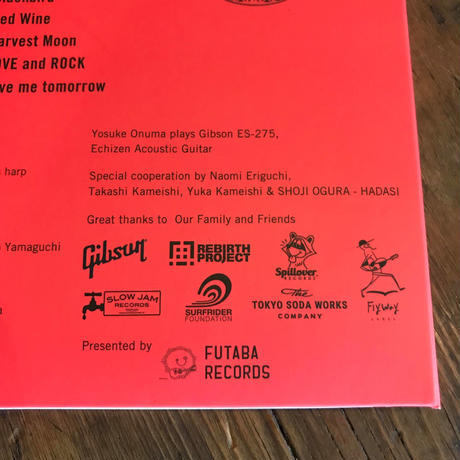 ed Wine
arvest Moon
OVE and ROCK
ve me tomorrow
Yosuke Onuma plays Gibson ES-275,
Echizen Acoustic Guitar
harp
Special cooperation by Naomi Eriguchi,
Takashi Kameishi, Yuka Kameishi & SHOJI OGURA - HADASI
Great thanks to Our Family and Friends
Yamaguchi
Gibson
REBIRTH
PROJECT
Spillover
RECORDS
SLOW JAM
RECORDS
SURFRIDER
FOUNDATION
The
TOKYO SODA WORKS
COMPANY
FlyWay
LABEL
Presented by
FUTABA
RECORDS